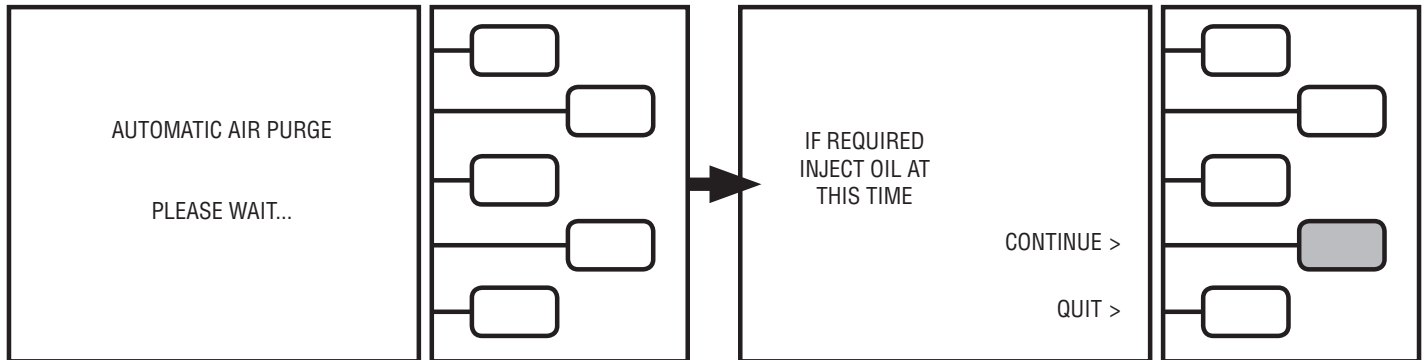 AUTOMATIC AIR PURGE
PLEASE WAIT...
IF REQUIRED
INJECT OIL AT
THIS TIME
CONTINUE >
QUIT >